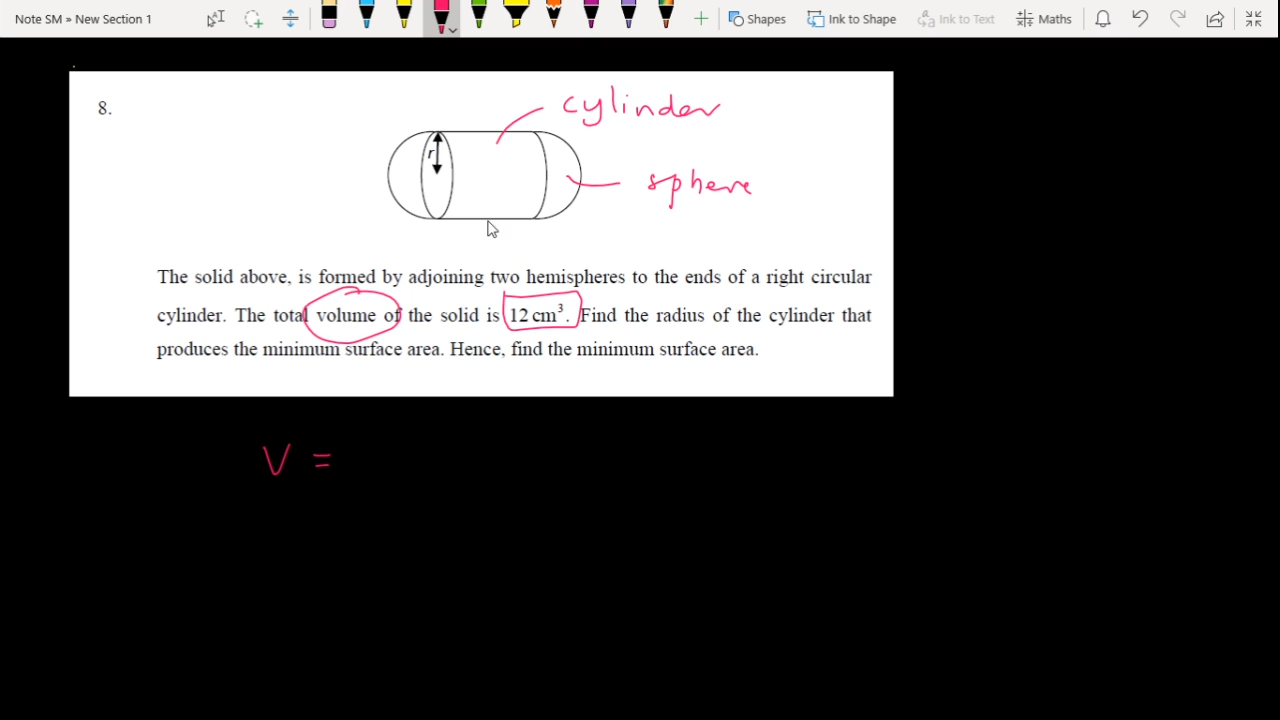 Note SM » New Section 1
Shapes
Ink to Shape
Ink to Text
Maths
8.
cylinder
r
sphere
The solid above, is formed by adjoining two hemispheres to the ends of a right circular
cylinder. The total volume of the solid is 12 cm³. Find the radius of the cylinder that
produces the minimum surface area. Hence, find the minimum surface area.
V =